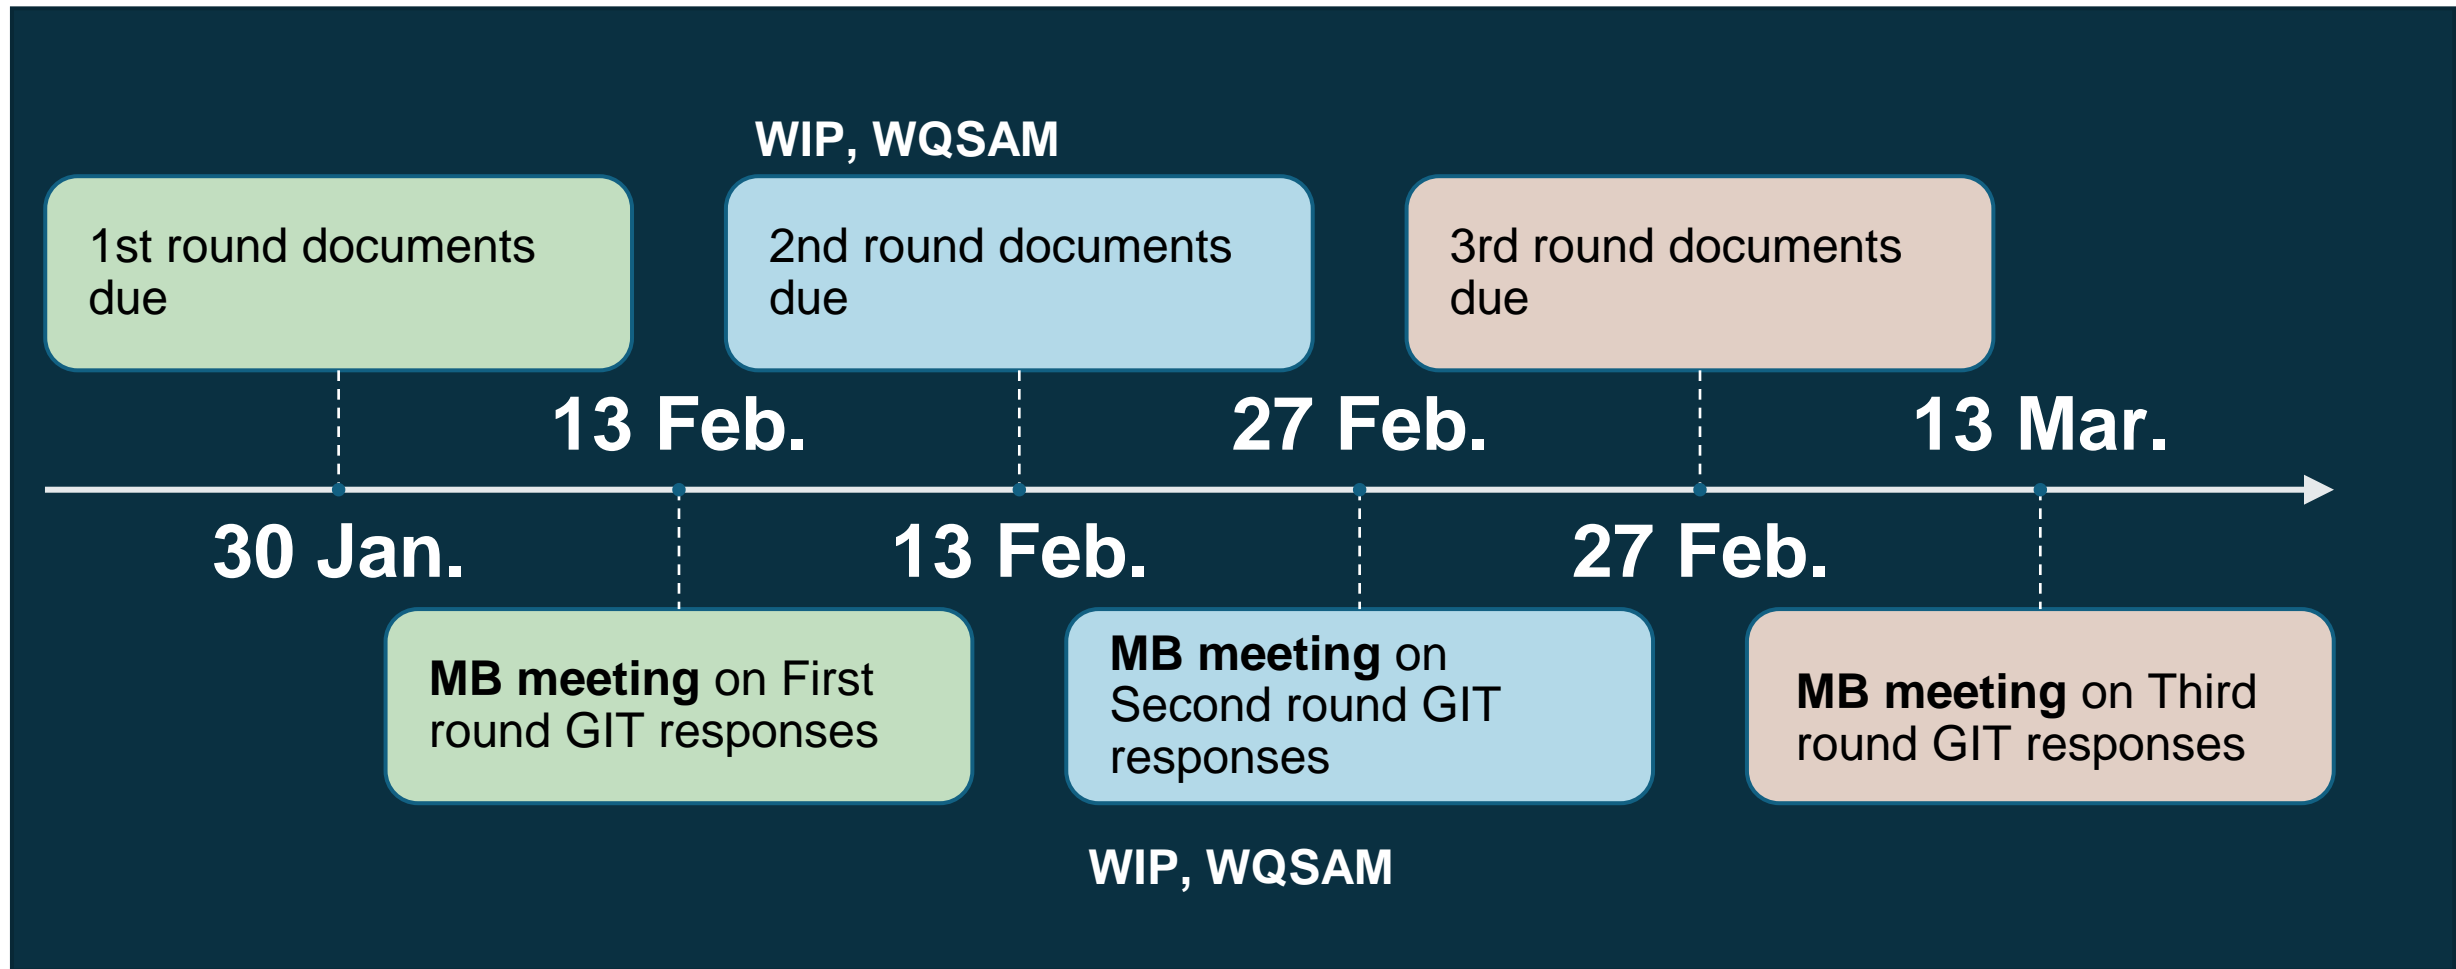 WIP, WQSAM
1st round documents
due
2nd round documents
due
3rd round documents
due
13 Feb.
27 Feb.
13 Mar.
30 Jan.
13 Feb.
27 Feb.
MB meeting on First
round GIT responses
MB meeting on
Second round GIT
responses
MB meeting on Third
round GIT responses
WIP, WQSAM